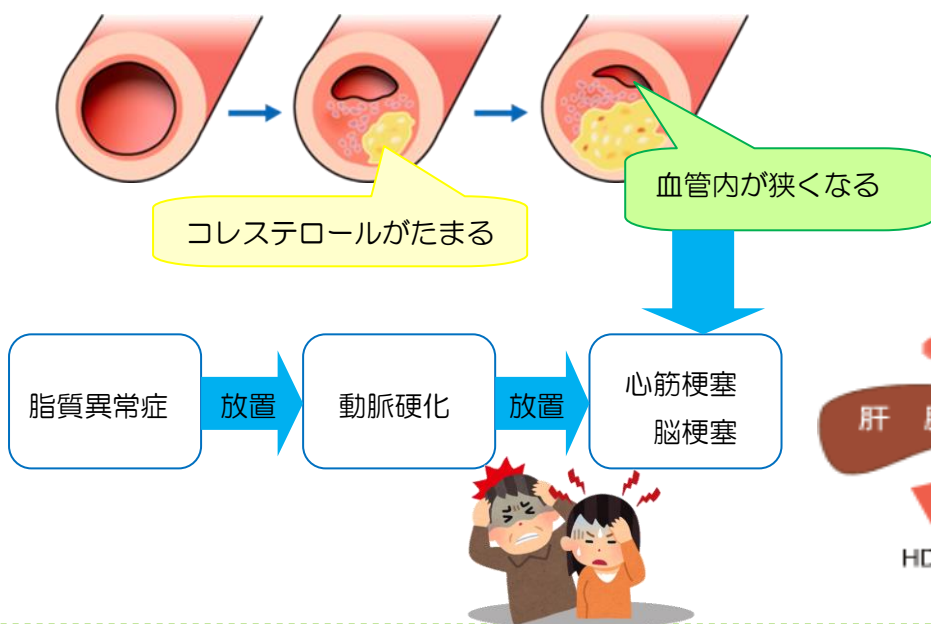 コレステロールがたまる
血管内が狭くなる
脂質異常症
放置
動脈硬化
放置
心筋梗塞
脳梗塞
肝
HD